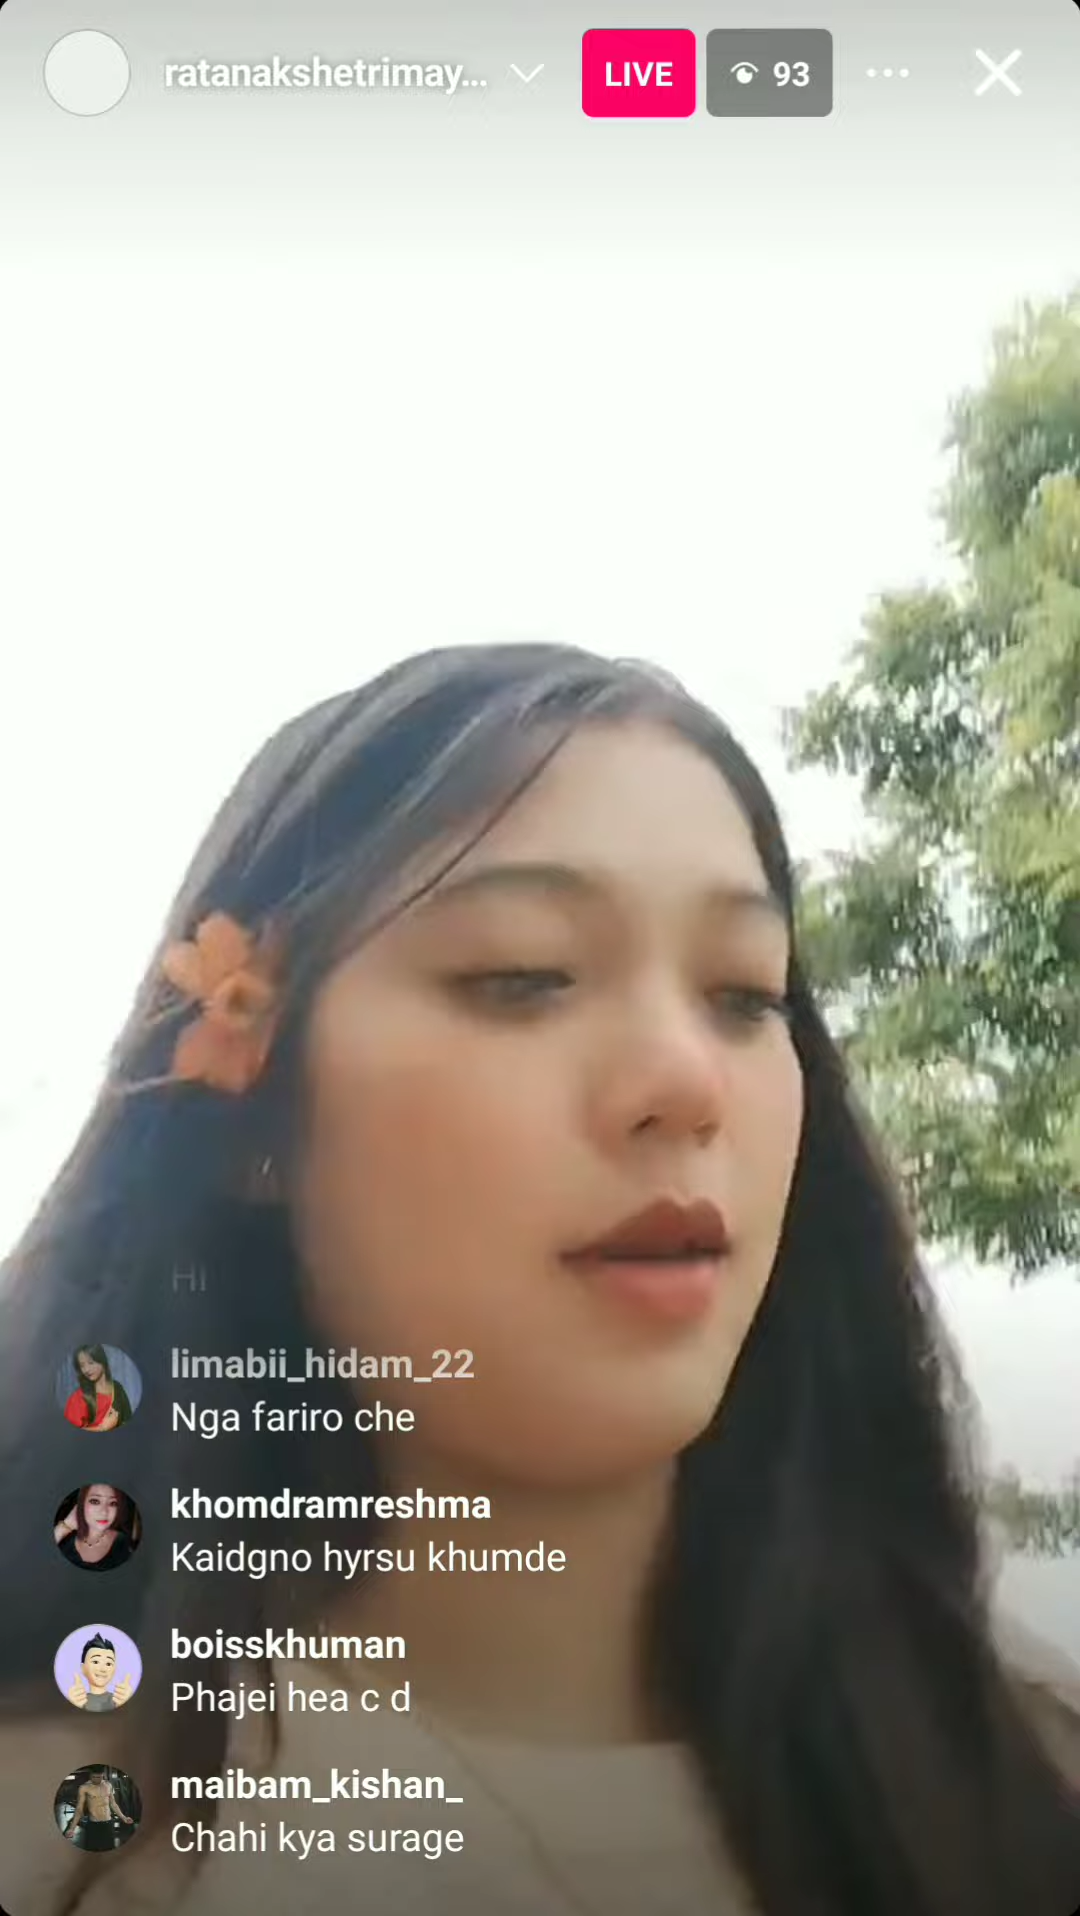 ratanakshetrimay...
LIVE
93
Hi
limabii_hidam_22
Nga fariro che
khomdramreshma
Kaidgno hyrsu khumde
boisskhuman
Phajei hea c d
maibam_kishan_
Chahi kya surage